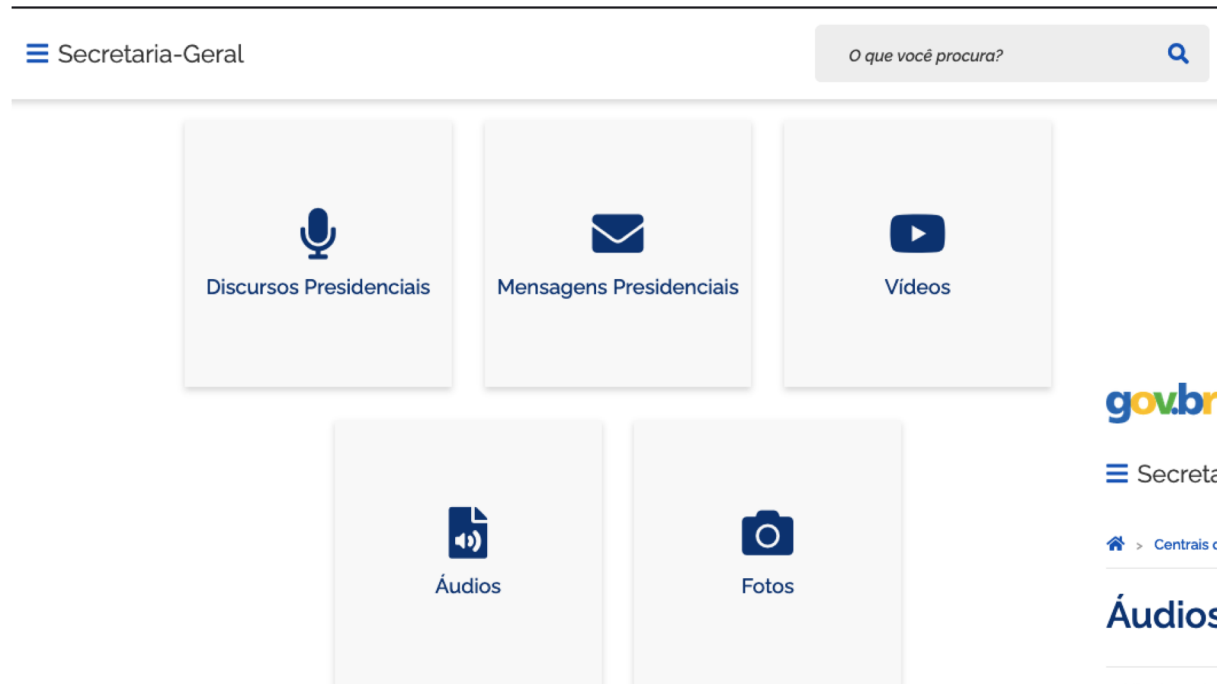 Secretaria-Geral
O que você procura?
Discursos Presidenciais
Mensagens Presidenciais
Vídeos
Áudios
Fotos
gov.br
Secreta
> Centrais
Áudios